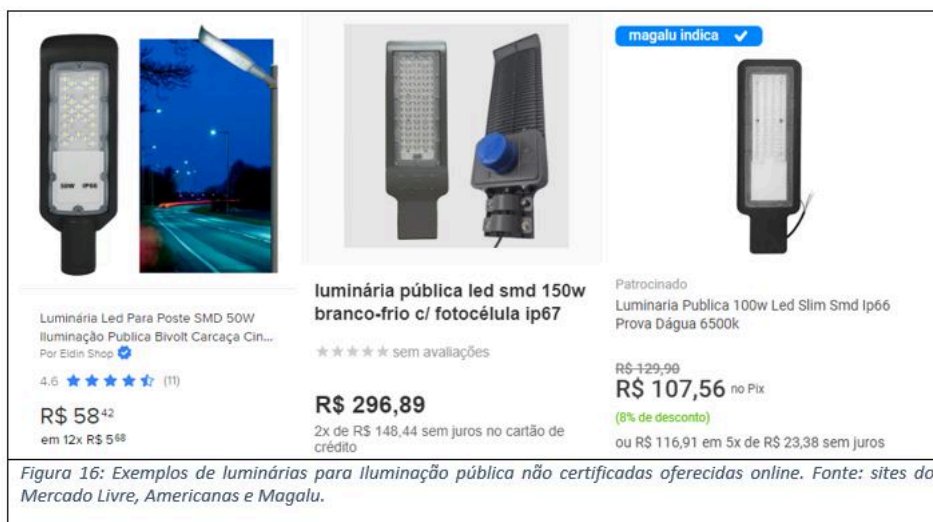 50W IP66
Luminária Led Para Poste SMD 50W
Iluminação Publica Bivolt Carcaça Cin...
Por Eldin Shop
4.6 (11)
R$ 58 42
em 12x R$ 5 68
luminária pública led smd 150w
branco-frio c/ fotocélula ip67
sem avaliações
R$ 296,89
2x de R$ 148,44 sem juros no cartão de
crédito
magalu indica
Patrocinado
Luminaria Publica 100w Led Slim Smd Ip66
Prova Dágua 6500k
R$ 129,90
R$ 107,56 no Pix
(8% de desconto)
ou R$ 116,91 em 5x de R$ 23,38 sem juros
Figura 16: Exemplos de luminárias para Iluminação pública não certificadas oferecidas online. Fonte: sites do
Mercado Livre, Americanas e Magalu.